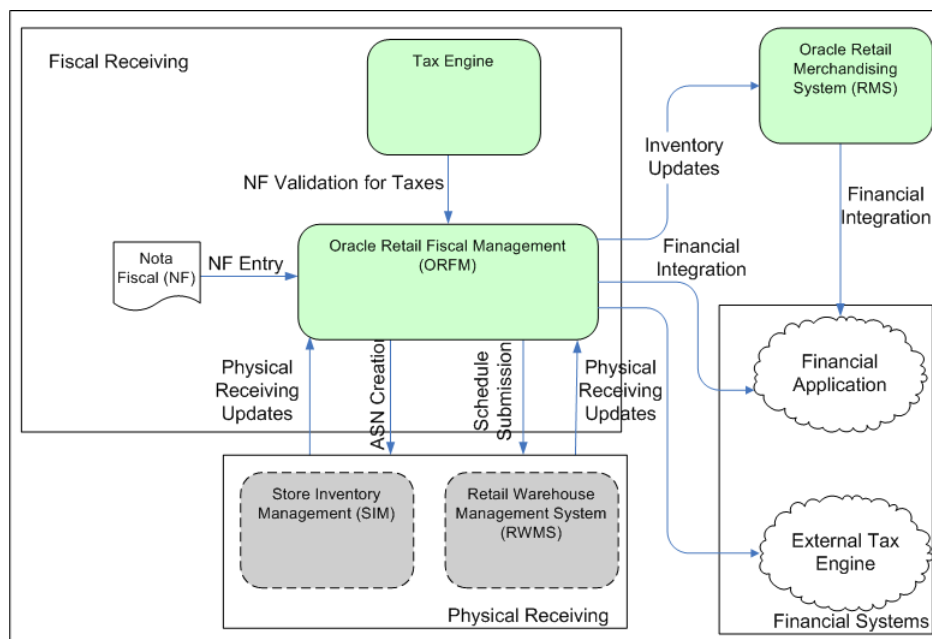 Fiscal Receiving
Tax Engine
Oracle Retail
Merchandising
System (RMS)
Inventory
Updates
NF Validation for Taxes
Financial
Integration
Oracle Retail Fiscal Management
(ORFM)
Financial
Integration
Nota
Fiscal (NF)
NF Entry
Physical
Receiving
Updates
ASN Creation
Schedule
Submission
Physical
Receiving
Updates
Financial
Application
Store Inventory
Management (SIM)
Retail Warehouse
Management System
(RWMS)
External Tax
Engine
Physical Receiving
Financial Systems